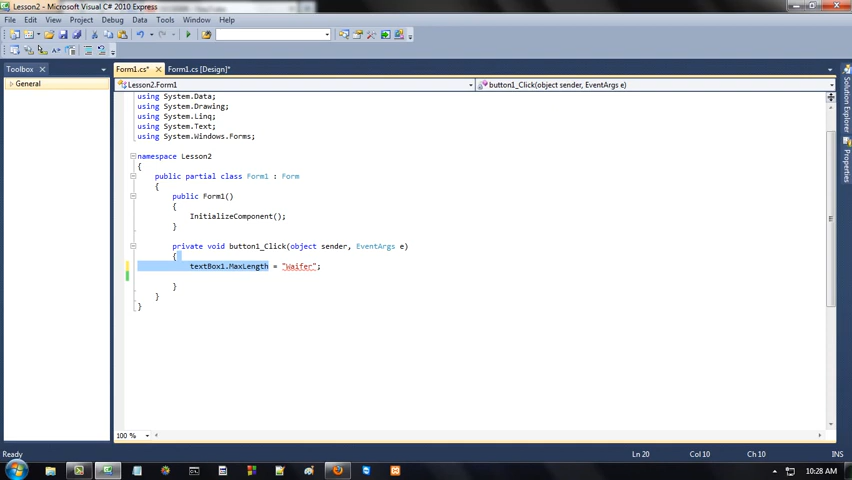 Lesson2 - Microsoft Visual C# 2010 Express
File Edit View Project Debug Data Tools Window Help
Toolbox
Form1.cs*
Form1.cs [Design]*
General
Lesson2.Form1
button1_Click(object sender, EventArgs e)
using System.Data;
using System.Drawing;
using System.Linq;
using System.Text;
using System.Windows.Forms;
namespace Lesson2
{
public partial class Form1 : Form
{
public Form1()
{
InitializeComponent();
}
private void button1_Click(object sender, EventArgs e)
{
textBox1.MaxLength = "Waifer";
}
}
}
Solution Explorer
Properties
100 %
Ready
Ln 20
Col 10
Ch 10
INS
10:28 AM